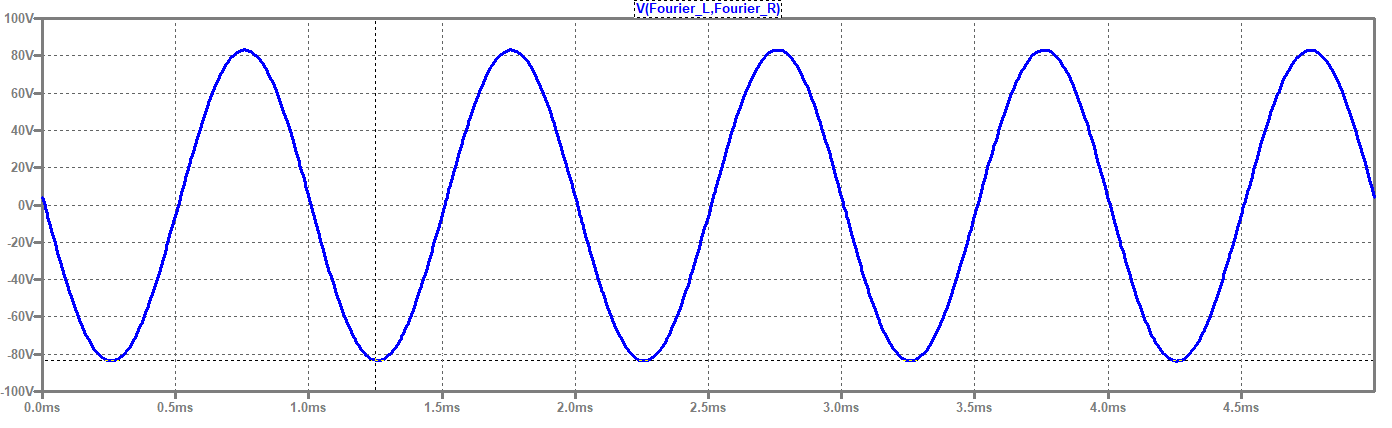 V(Fourier_L,Fourier_R)
100V
80V
60V
40V
20V
0V
-20V
-40V
-60V
-80V
-100V
0.0ms 0.5ms 1.0ms 1.5ms 2.0ms 2.5ms 3.0ms 3.5ms 4.0ms 4.5ms